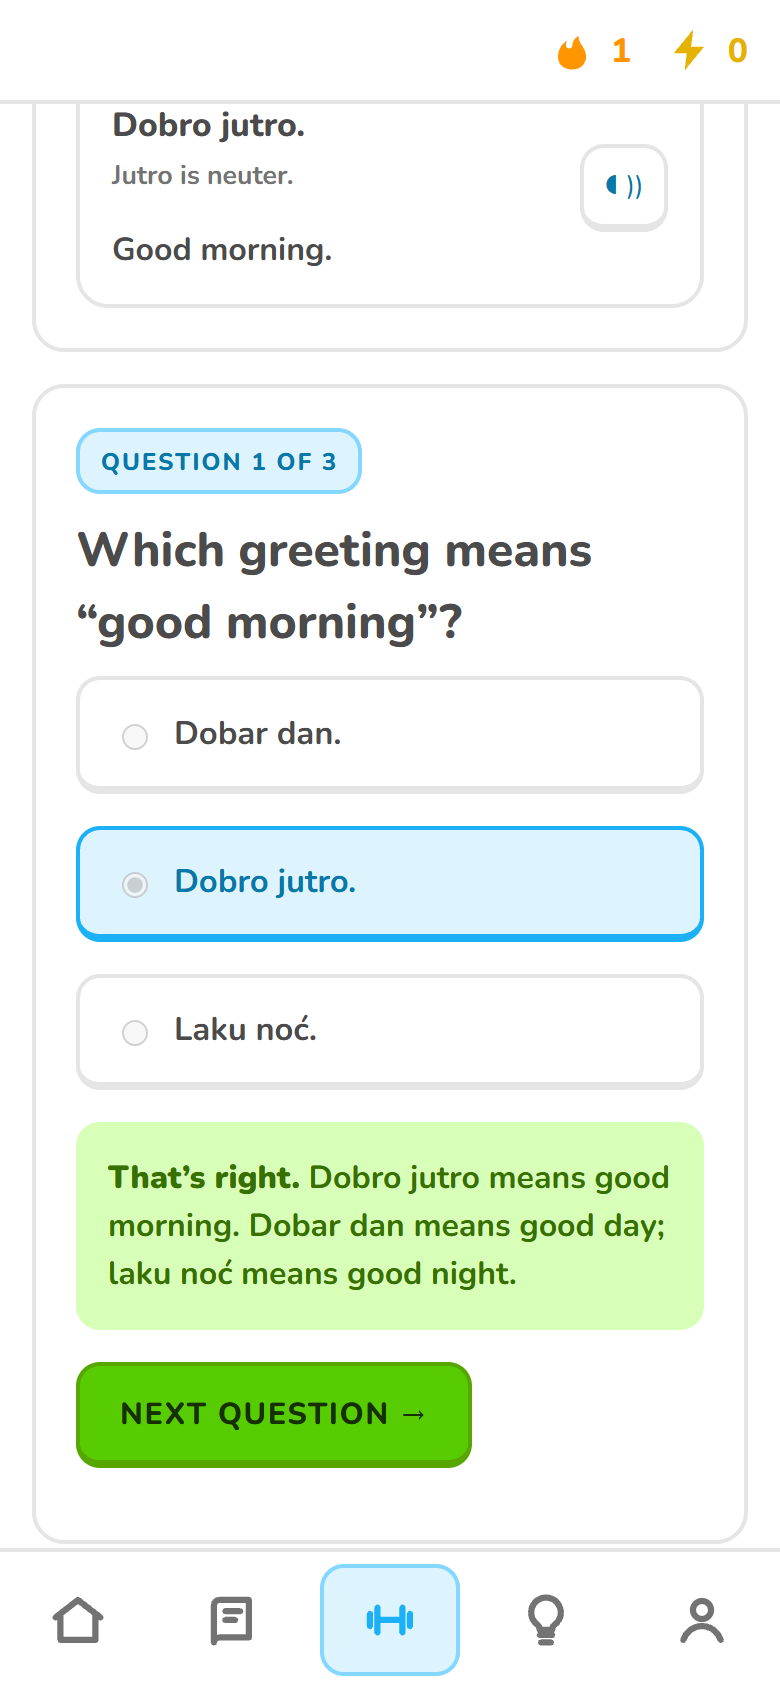 1 0
Dobro jutro.
Jutro is neuter.
Good morning.
QUESTION 1 OF 3
Which greeting means
“good morning”?
Dobar dan.
Dobro jutro.
Laku noć.
That’s right. Dobro jutro means good
morning. Dobar dan means good day;
laku noć means good night.
NEXT QUESTION →